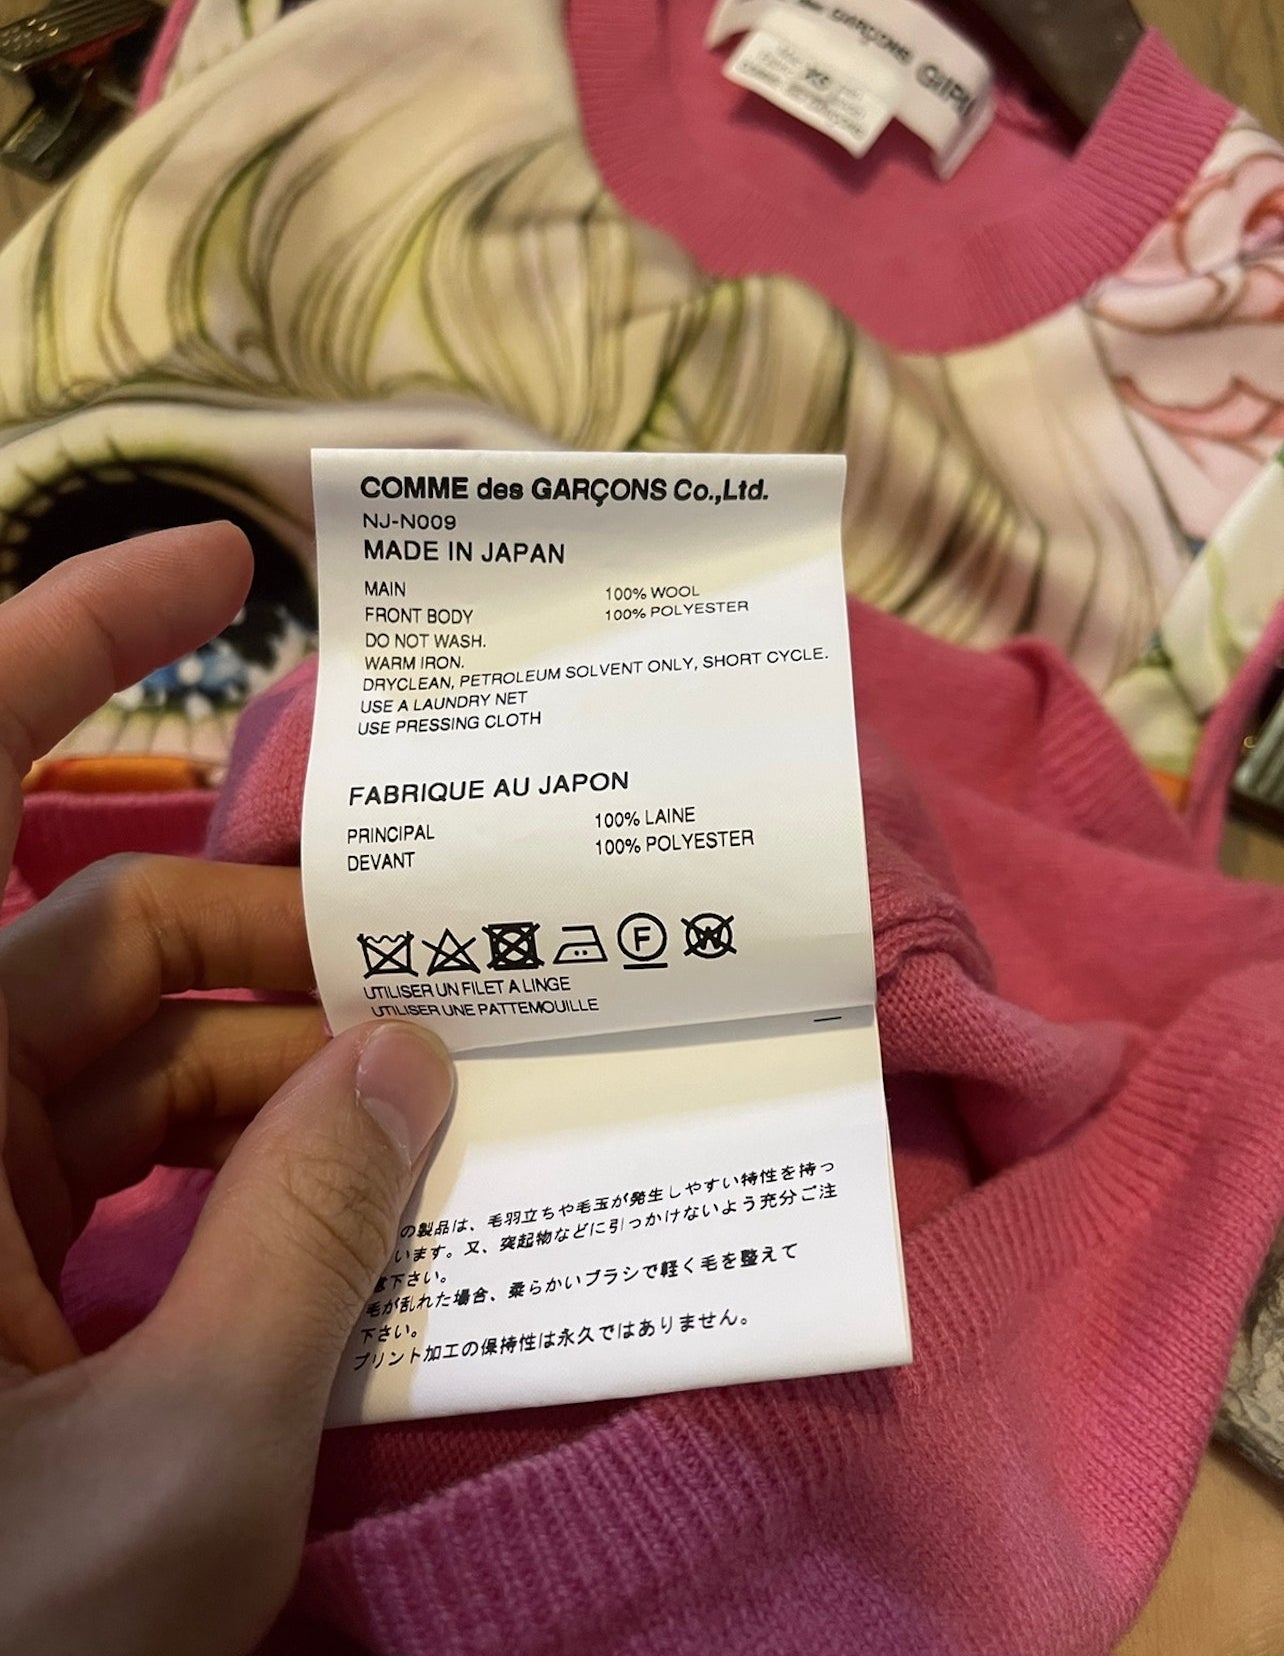 des GARÇONS GIRL
XS
COMME des GARÇONS Co.,Ltd.
NJ-N009
MADE IN JAPAN
MAIN 100% WOOL
FRONT BODY 100% POLYESTER
DO NOT WASH.
WARM IRON.
DRYCLEAN, PETROLEUM SOLVENT ONLY, SHORT CYCLE.
USE A LAUNDRY NET
USE PRESSING CLOTH
FABRIQUE AU JAPON
PRINCIPAL 100% LAINE
DEVANT 100% POLYESTER
F W
UTILISER UN FILET A LINGE
UTILISER UNE PATTEMOUILLE
の製品は、毛羽立ちや毛玉が発生しやすい特性を持っ
います。又、突起物などに引っかけないよう充分ご注
意下さい。
毛が乱れた場合、柔らかいブラシで軽く毛を整えて
下さい。
プリント加工の保持性は永久ではありません。